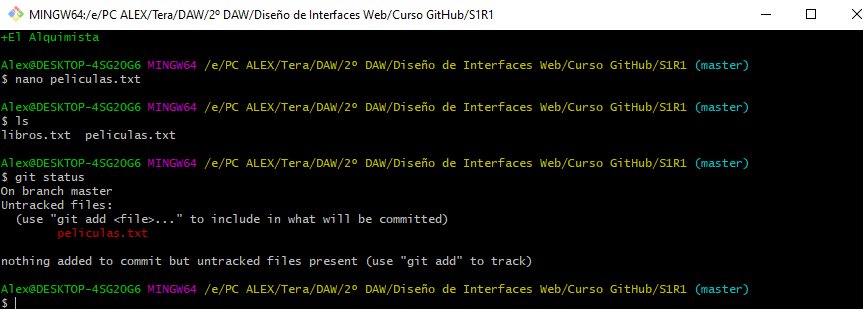 MINGW64:/e/PC ALEX/Tera/DAW/2º DAW/Diseño de Interfaces Web/Curso GitHub/S1R1
+El Alquimista
Alex@DESKTOP-4SG2OG6 MINGW64 /e/PC ALEX/Tera/DAW/2º DAW/Diseño de Interfaces Web/Curso GitHub/S1R1 (master)
$ nano peliculas.txt
Alex@DESKTOP-4SG2OG6 MINGW64 /e/PC ALEX/Tera/DAW/2º DAW/Diseño de Interfaces Web/Curso GitHub/S1R1 (master)
$ ls
libros.txt  peliculas.txt
Alex@DESKTOP-4SG2OG6 MINGW64 /e/PC ALEX/Tera/DAW/2º DAW/Diseño de Interfaces Web/Curso GitHub/S1R1 (master)
$ git status
On branch master
Untracked files:
  (use "git add <file>..." to include in what will be committed)
        peliculas.txt
nothing added to commit but untracked files present (use "git add" to track)
Alex@DESKTOP-4SG2OG6 MINGW64 /e/PC ALEX/Tera/DAW/2º DAW/Diseño de Interfaces Web/Curso GitHub/S1R1 (master)
$